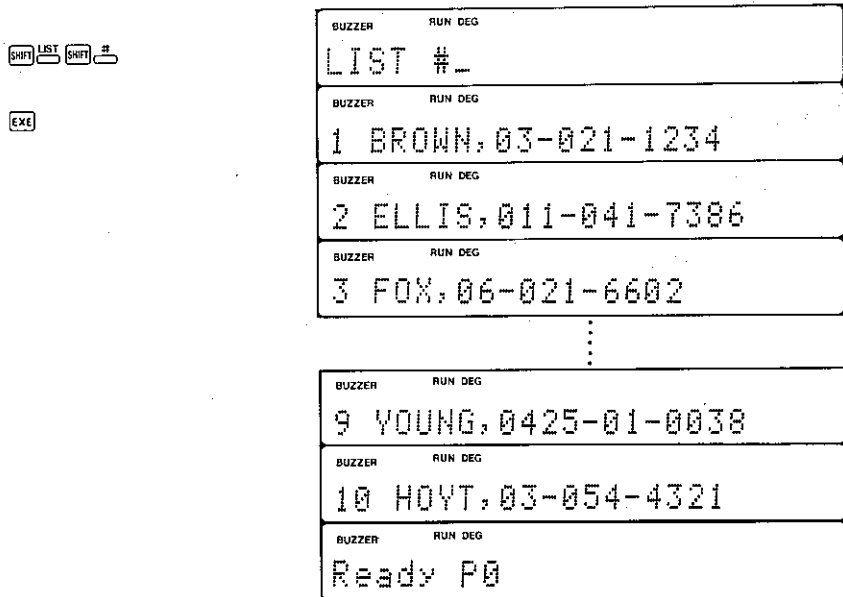 BUZZER RUN DEG
SHIFT LIST SHIFT #
LIST #_
EXE
BUZZER RUN DEG
1 BROWN,03-021-1234
BUZZER RUN DEG
2 ELLIS,011-041-7386
BUZZER RUN DEG
3 FOX,06-021-6602
BUZZER RUN DEG
9 YOUNG,0425-01-0038
BUZZER RUN DEG
10 HOYT,03-054-4321
BUZZER RUN DEG
Ready P0